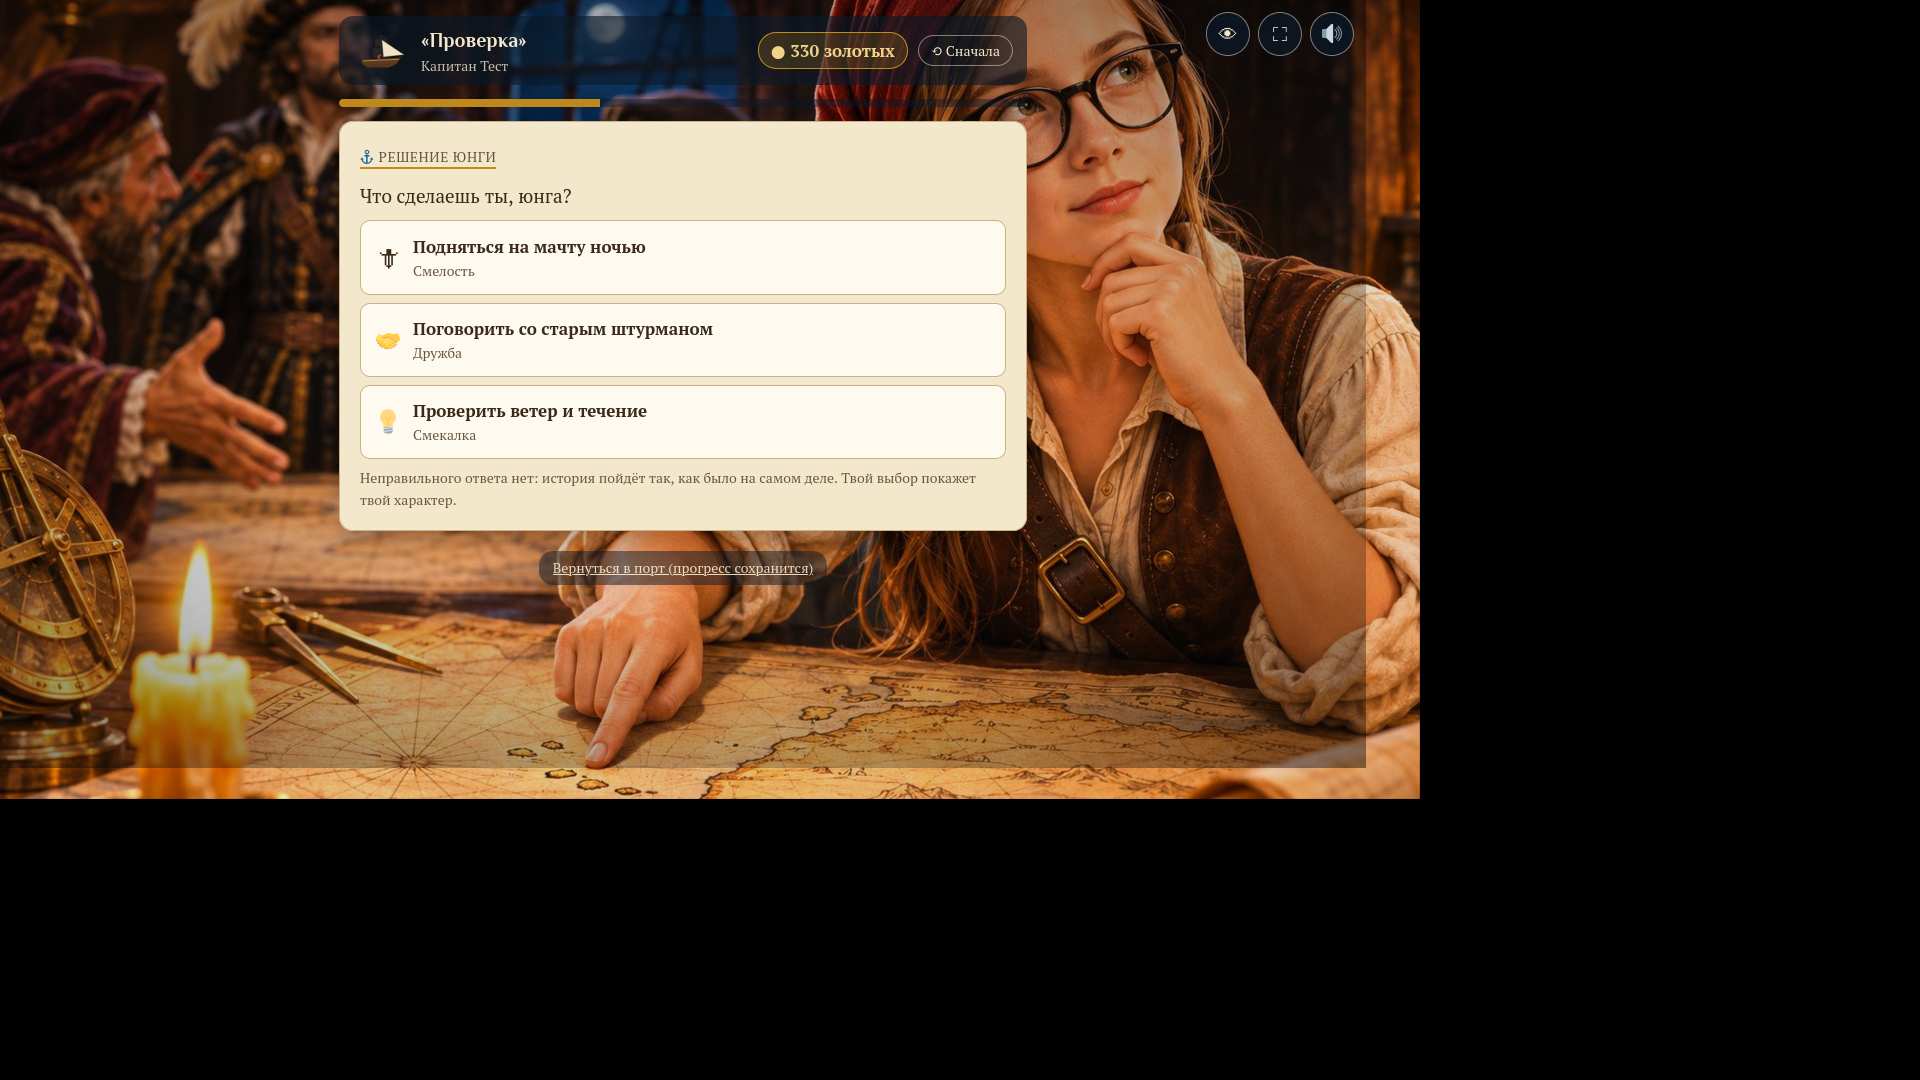 «Проверка»
Капитан Тест
330 золотых
⟲ Сначала
⚓ РЕШЕНИЕ ЮНГИ
Что сделаешь ты, юнга?
Подняться на мачту ночью
Смелость
Поговорить со старым штурманом
Дружба
Проверить ветер и течение
Смекалка
Неправильного ответа нет: история пойдёт так, как было на самом деле. Твой выбор покажет
твой характер.
Вернуться в порт (прогресс сохранится)